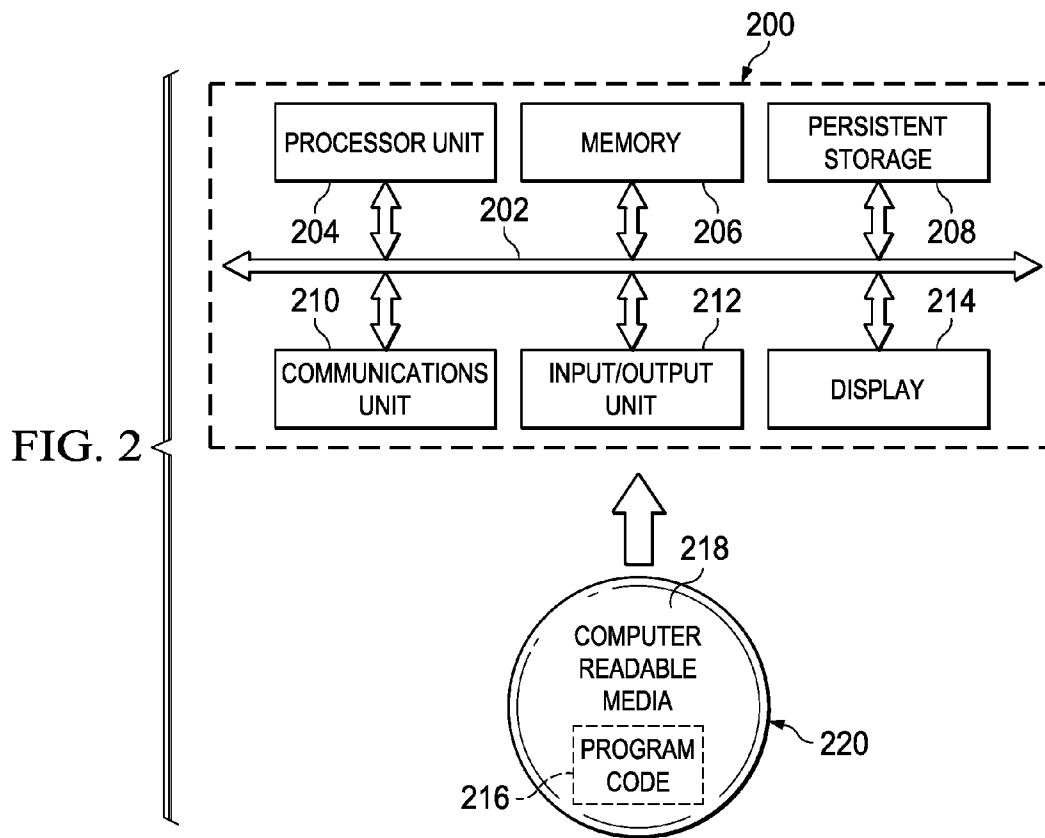 200
PROCESSOR UNIT
MEMORY
PERSISTENT
STORAGE
204
202
206
208
210
212
214
COMMUNICATIONS
UNIT
INPUT/OUTPUT
UNIT
DISPLAY
FIG. 2
218
COMPUTER
READABLE
MEDIA
220
PROGRAM
CODE
216